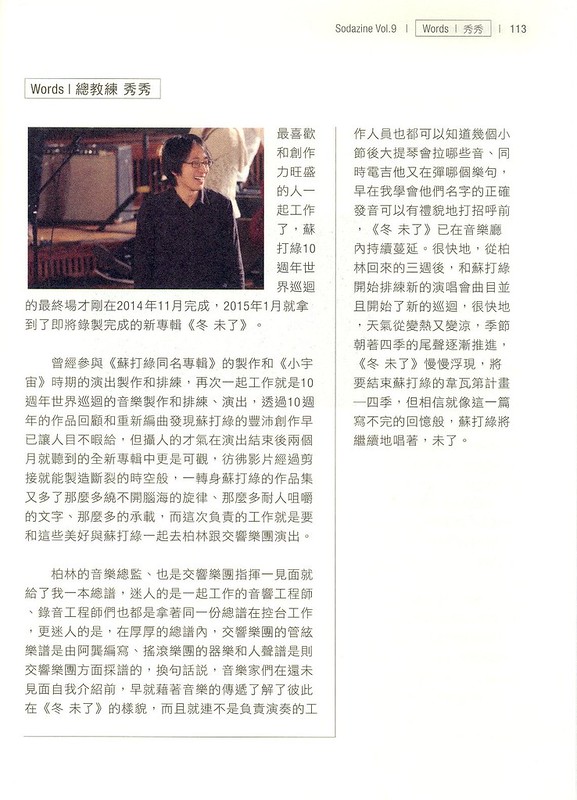 Sodazine Vol.9 | Words | 秀秀 | 113
Words | 總教練 秀秀
最喜歡
和創作
力旺盛
的人一
起工作
了，蘇
打綠10
週年世
界巡迴
的最終場才剛在2014年11月完成，2015年1月就拿
到了即將錄製完成的新專輯《冬 未了》。
曾經參與《蘇打綠同名專輯》的製作和《小宇
宙》時期的演出製作和排練，再次一起工作就是10
週年世界巡迴的音樂製作和排練、演出，透過10週
年的作品回顧和重新編曲發現蘇打綠的豐沛創作早
已讓人目不暇給，但攝人的才氣在演出結束後兩個
月就聽到的全新專輯中更是可觀，彷彿影片經過剪
接就能製造斷裂的時空般，一轉身蘇打綠的作品集
又多了那麼多繞不開腦海的旋律、那麼多耐人咀嚼
的文字、那麼多的承載，而這次負責的工作就是要
和這些美好與蘇打綠一起去柏林跟交響樂團演出。
柏林的音樂總監、也是交響樂團指揮一見面就
給了我一本總譜，迷人的是一起工作的音響工程師
、錄音工程師們也都是拿著同一份總譜在控台工作
，更迷人的是，在厚厚的總譜內，交響樂團的管絃
樂譜是由阿龔編寫、搖滾樂團的器樂和人聲譜是則
交響樂團方面採譜的，換句話說，音樂家們在還未
見面自我介紹前，早就藉著音樂的傳遞了解了彼此
在《冬 未了》的樣貌，而且就連不是負責演奏的工
作人員也都可以知道幾個小
節後大提琴會拉哪些音、同
時電吉他又在彈哪個樂句，
早在我學會他們名字的正確
發音可以有禮貌地打招呼前
，《冬 未了》已在音樂廳
內持續蔓延。很快地，從柏
林回來的三週後，和蘇打綠
開始排練新的演唱會曲目並
且開始了新的巡迴，很快地
，天氣從變熱又變涼，季節
朝著四季的尾聲逐漸推進，
《冬 未了》慢慢浮現，將
要結束蘇打綠的韋瓦第計畫
—四季，但相信就像這一篇
寫不完的回憶般，蘇打綠將
繼續地唱著，未了。